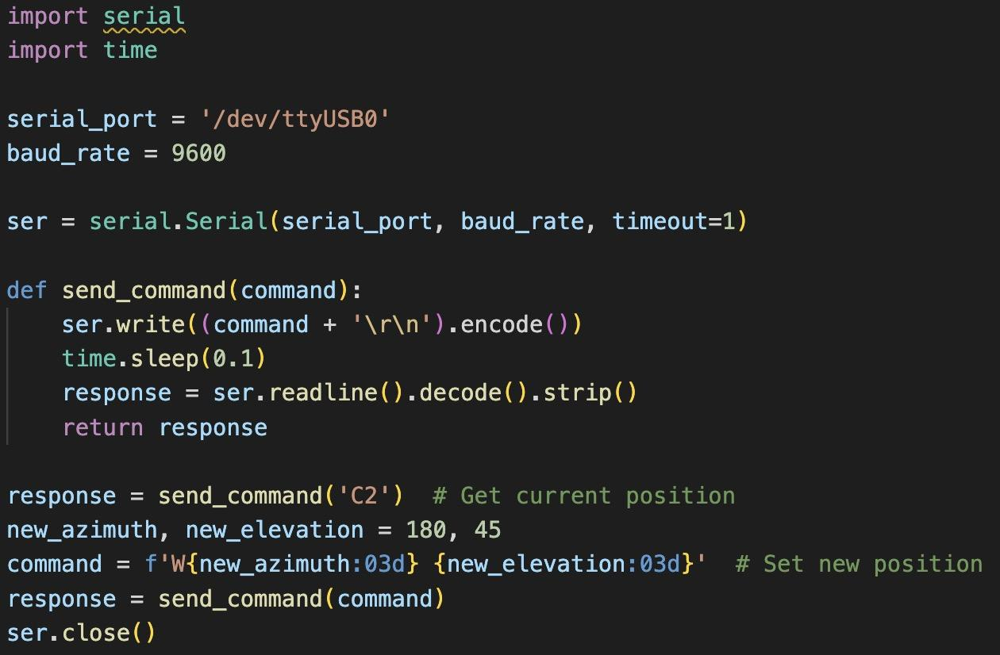 import serial
import time
serial_port = '/dev/ttyUSB0'
baud_rate = 9600
ser = serial.Serial(serial_port, baud_rate, timeout=1)
def send_command(command):
    ser.write((command + '\r\n').encode())
    time.sleep(0.1)
    response = ser.readline().decode().strip()
    return response
response = send_command('C2')  # Get current position
new_azimuth, new_elevation = 180, 45
command = f'W{new_azimuth:03d} {new_elevation:03d}'  # Set new position
response = send_command(command)
ser.close()